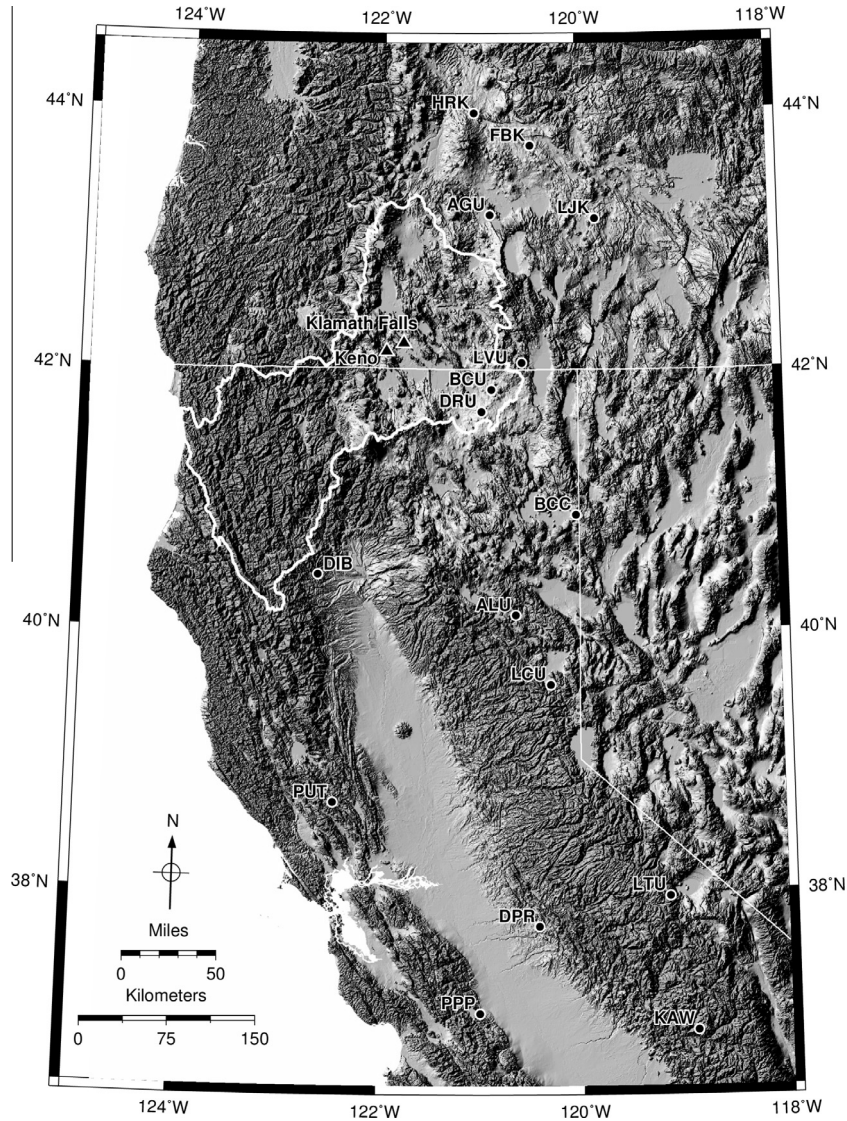 124˚W
122˚W
120˚W
118˚W
44˚N
44˚N
HRK
FBK
AGU
LJK
Klamath Falls
Keno
42˚N
42˚N
LVU
BCU
DRU
BCC
DIB
ALU
40˚N
40˚N
LCU
PUT
N
38˚N
38˚N
LTU
DPR
Miles
0
50
Kilometers
0
75
150
PPP
KAW
124˚W
122˚W
120˚W
118˚W